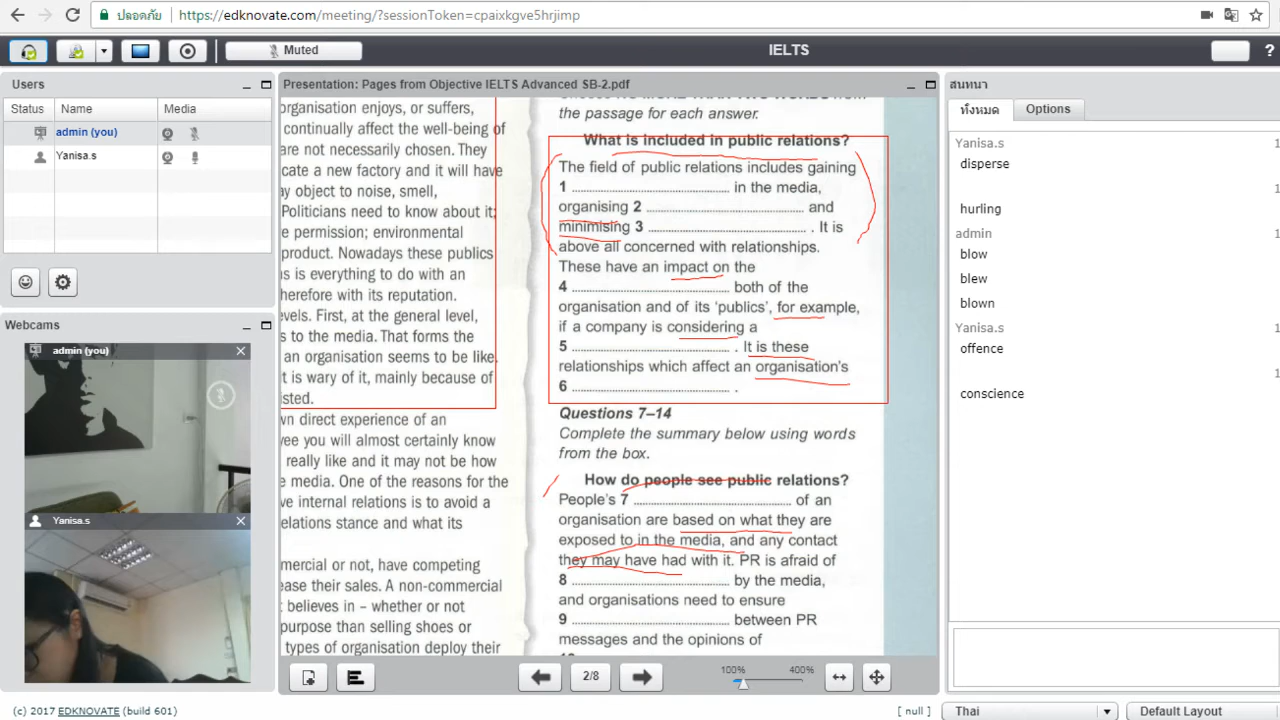 ปลอดภัย https://edknovate.com/meeting/?sessionToken=cpaixkgve5hrjimp
Muted
IELTS
?
Users
Status Name Media
admin (you)
Yanisa.s
Webcams
admin (you)
Yanisa.s
Presentation: Pages from Objective IELTS Advanced SB-2.pdf
organisation enjoys, or suffers,
continually affect the well-being of
are not necessarily chosen. They
cate a new factory and it will have
ay object to noise, smell,
Politicians need to know about it;
e permission; environmental
product. Nowadays these publics
s is everything to do with an
herefore with its reputation.
evels. First, at the general level,
s to the media. That forms the
an organisation seems to be like.
t is wary of it, mainly because of
sted.
wn direct experience of an
yee you will almost certainly know
really like and it may not be how
e media. One of the reasons for the
ve internal relations is to avoid a
elations stance and what its
mercial or not, have competing
ease their sales. A non-commercial
t believes in – whether or not
purpose than selling shoes or
types of organisation deploy their
the passage for each answer.
What is included in public relations?
The field of public relations includes gaining
1 in the media,
organising 2 and
minimising 3 . It is
above all concerned with relationships.
These have an impact on the
4 both of the
organisation and of its ‘publics’, for example,
if a company is considering a
5 . It is these
relationships which affect an organisation’s
6 .
Questions 7–14
Complete the summary below using words
from the box.
How do people see public relations?
People’s 7 of an
organisation are based on what they are
exposed to in the media, and any contact
they may have had with it. PR is afraid of
8 by the media,
and organisations need to ensure
9 between PR
messages and the opinions of
2/8
100% 400%
สนทนา
ทั้งหมด Options
Yanisa.s 1
disperse
hurling
admin 1
blow
blew
blown
Yanisa.s 1
offence
1
conscience
(c) 2017 EDKNOVATE (build 601)
[ null ] Thai Default Layout